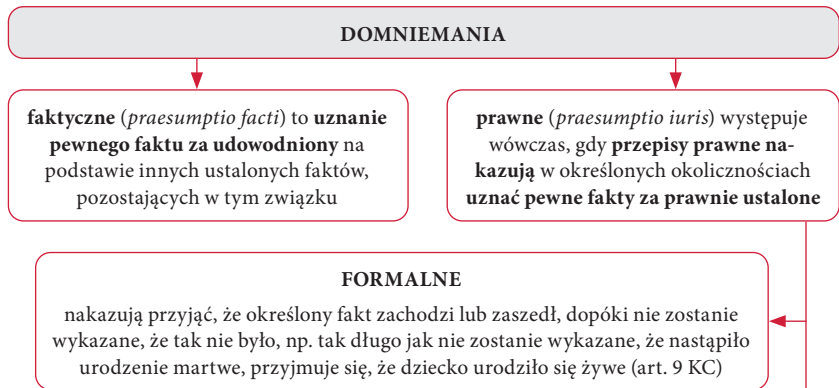 DOMNIEMANIA
faktyczne (praesumptio facti) to uznanie
pewnego faktu za udowodniony na
podstawie innych ustalonych faktów,
pozostających w tym związku
prawne (praesumptio iuris) występuje
wówczas, gdy przepisy prawne na-
kazują w określonych okolicznościach
uznać pewne fakty za prawnie ustalone
FORMALNE
nakazują przyjąć, że określony fakt zachodzi lub zaszedł, dopóki nie zostanie
wykazane, że tak nie było, np. tak długo jak nie zostanie wykazane, że nastąpiło
urodzenie martwe, przyjmuje się, że dziecko urodziło się żywe (art. 9 KC)